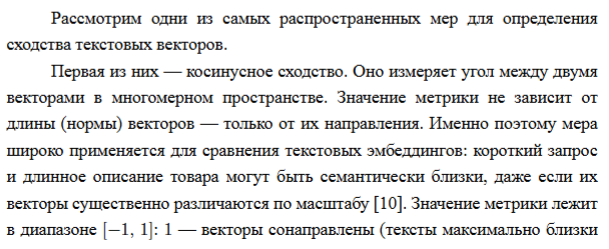 Рассмотрим одни из самых распространенных мер для определения
сходства текстовых векторов.
Первая из них — косинусное сходство. Оно измеряет угол между двумя
векторами в многомерном пространстве. Значение метрики не зависит от
длины (нормы) векторов — только от их направления. Именно поэтому мера
широко применяется для сравнения текстовых эмбеддингов: короткий запрос
и длинное описание товара могут быть семантически близки, даже если их
векторы существенно различаются по масштабу [10]. Значение метрики лежит
в диапазоне [−1, 1]: 1 — векторы сонаправлены (тексты максимально близки